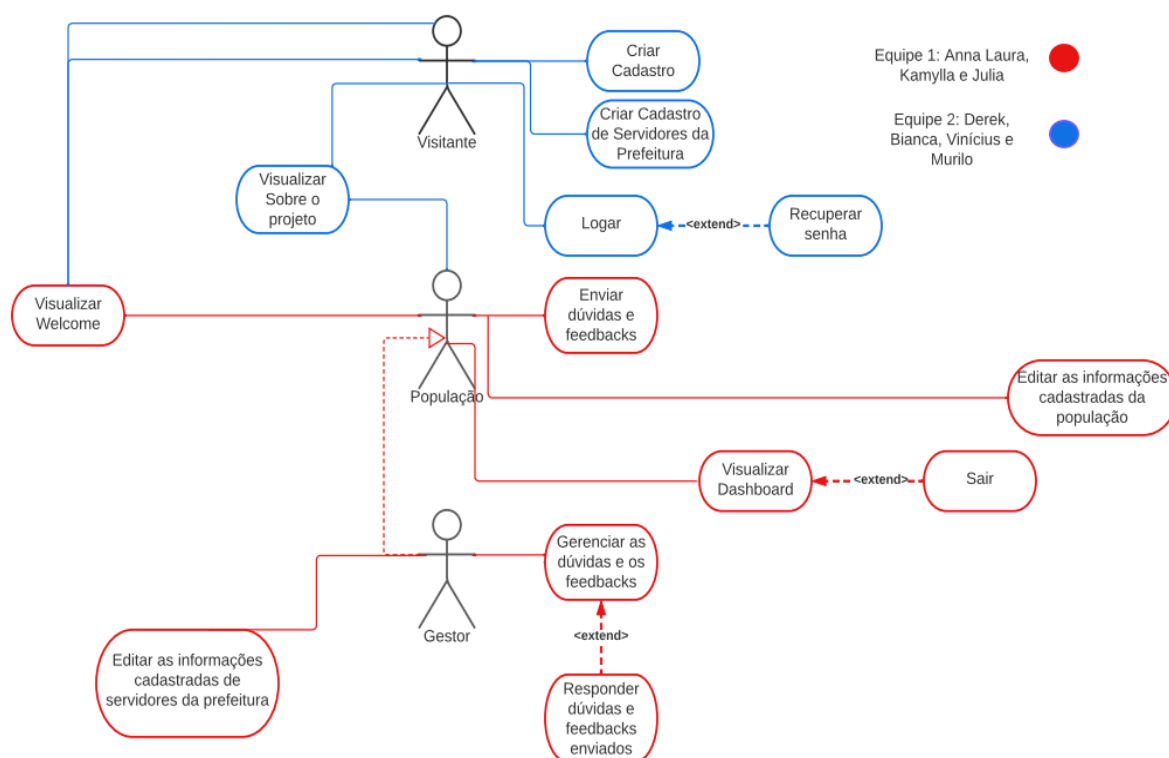 Criar
Cadastro
Equipe 1: Anna Laura,
Kamylla e Julia
Criar Cadastro
de Servidores da
Prefeitura
Equipe 2: Derek,
Bianca, Vinícius e
Murilo
Visitante
Visualizar
Sobre o
projeto
Logar
<extend>
Recuperar
senha
Visualizar
Welcome
Enviar
dúvidas e
feedbacks
População
Editar as informações
cadastradas da
população
Visualizar
Dashboard
<extend>
Sair
Gerenciar as
dúvidas e os
feedbacks
Gestor
<extend>
Editar as informações
cadastradas de
servidores da prefeitura
Responder
dúvidas e
feedbacks
enviados